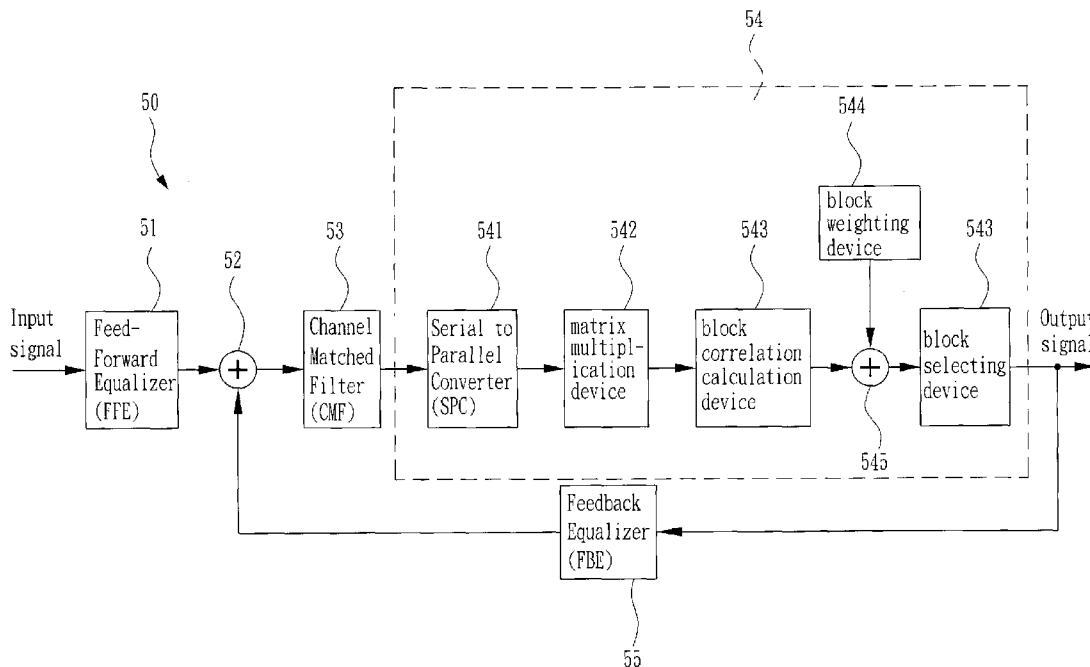 54
50
544
block
weighting
device
51
52
53
541
542
543
543
Input
signal
Feed-
Forward
Equalizer
(FFE)
+
Channel
Matched
Filter
(CMF)
Serial to
Parallel
Converter
(SPC)
matrix
multipl-
ication
device
block
correlation
calculation
device
+
545
block
selecting
device
Output
signal
Feedback
Equalizer
(FBE)
55